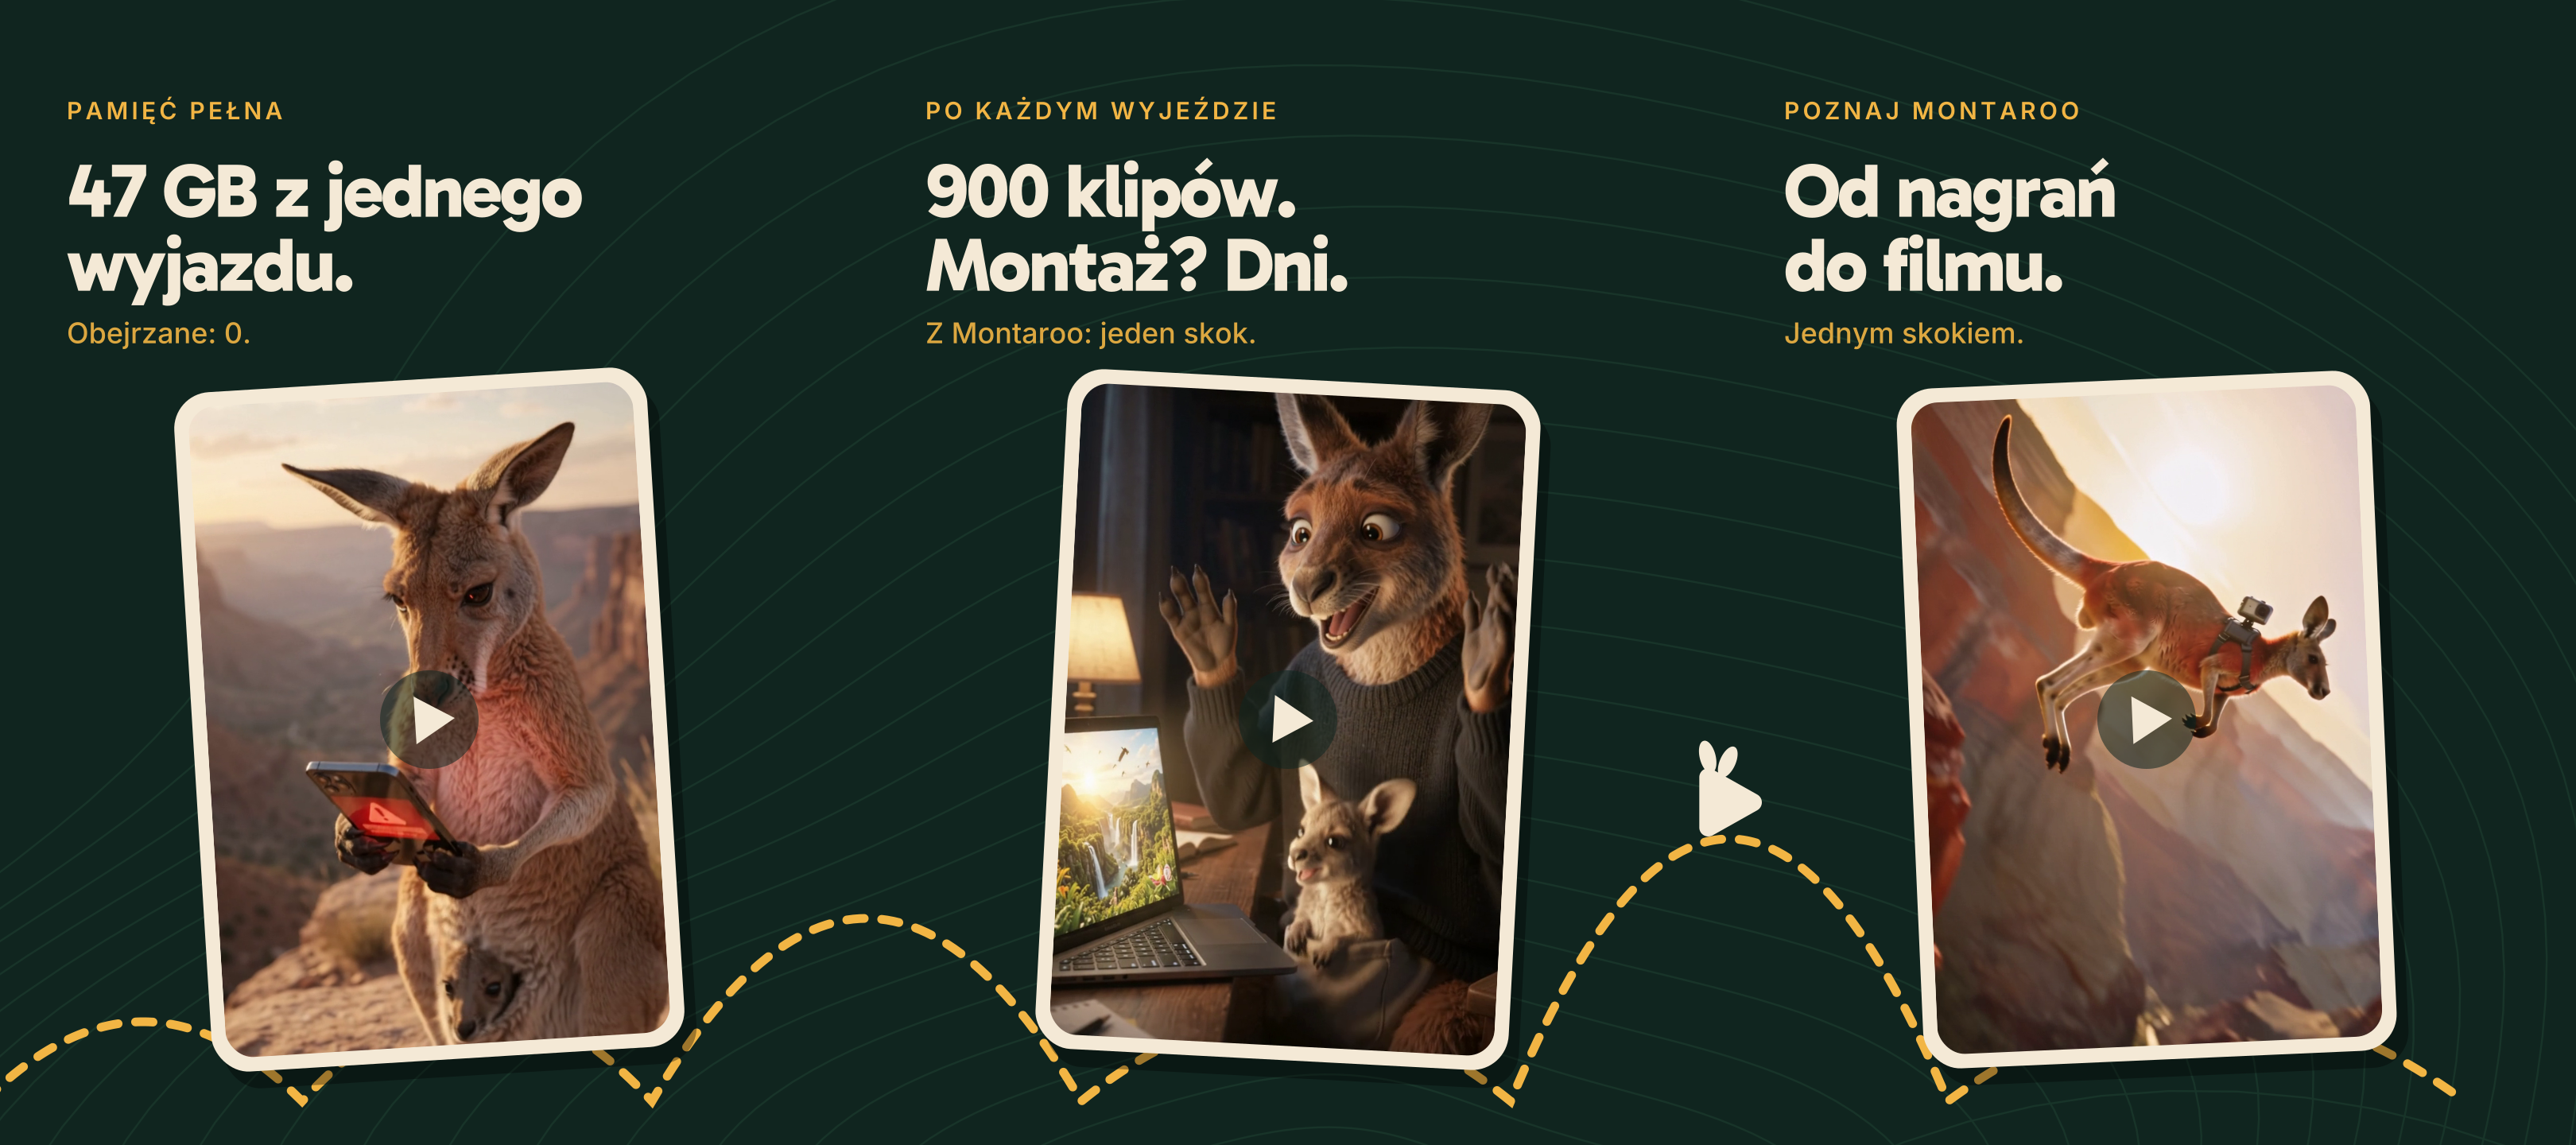 PAMIĘĆ PEŁNA
47 GB z jednego
wyjazdu.
Obejrzane: 0.
PO KAŻDYM WYJEŹDZIE
900 klipów.
Montaż? Dni.
Z Montaroo: jeden skok.
POZNAJ MONTAROO
Od nagrań
do filmu.
Jednym skokiem.